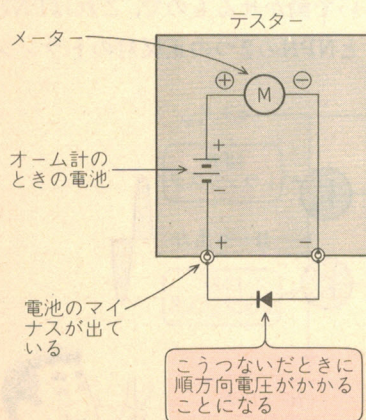 テスター
メーター
⊕
⊖
M
オーム計の
ときの電池
+
−
+
−
電池のマイ
ナスが出て
いる
こうつないだときに
順方向電圧がかかる
ことになる